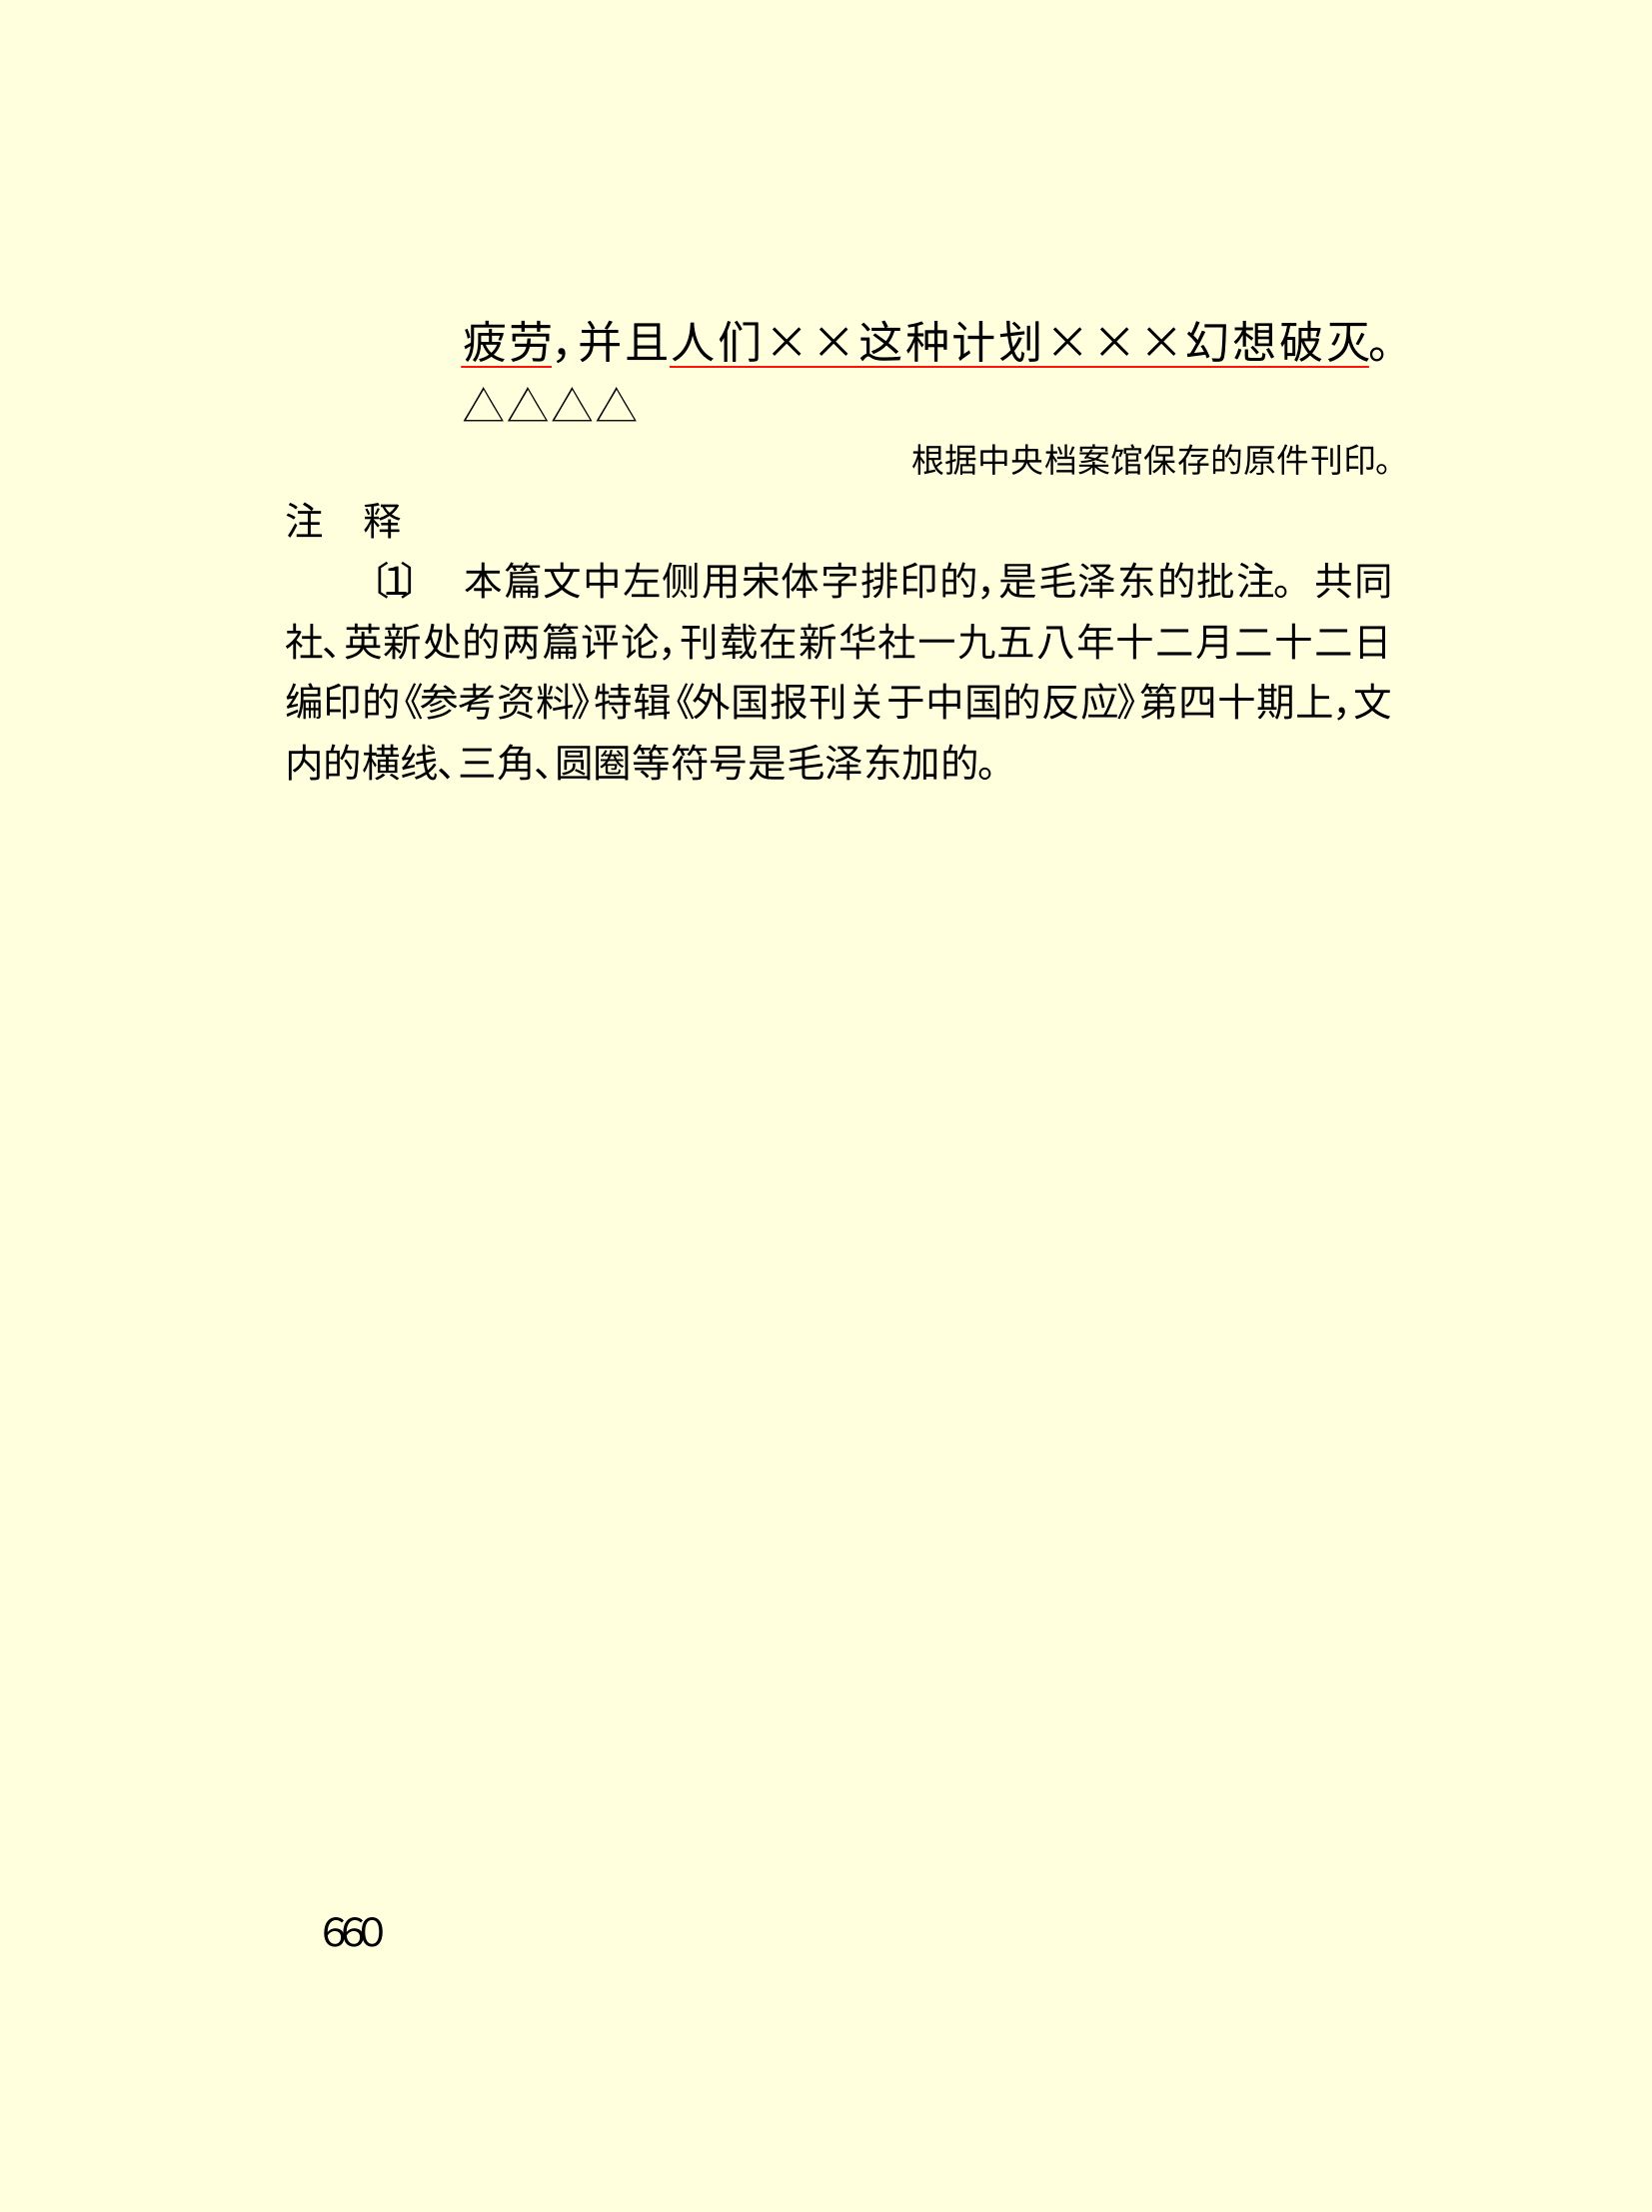 疲劳，并且人们××这种计划×××幻想破灭。
△△△△
根据中央档案馆保存的原件刊印。
注　释
〔1〕　本篇文中左侧用宋体字排印的，是毛泽东的批注。共同
社、英新处的两篇评论，刊载在新华社一九五八年十二月二十二日
编印的《参考资料》特辑《外国报刊关于中国的反应》第四十期上，文
内的横线、三角、圆圈等符号是毛泽东加的。
660